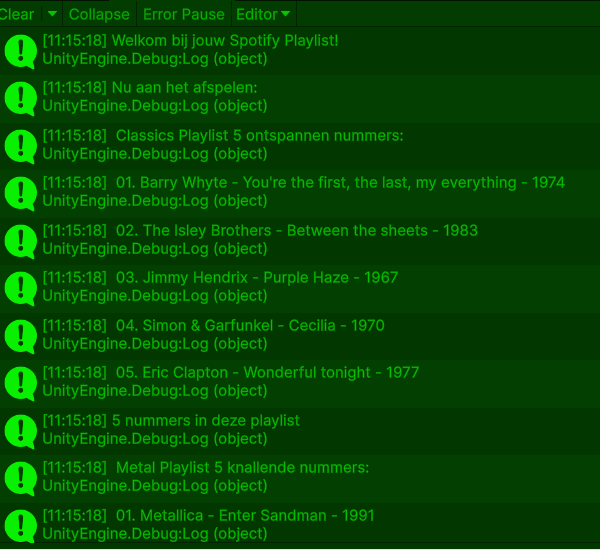 Clear Collapse Error Pause Editor
[11:15:18] Welkom bij jouw Spotify Playlist!
UnityEngine.Debug:Log (object)
[11:15:18] Nu aan het afspelen:
UnityEngine.Debug:Log (object)
[11:15:18] Classics Playlist 5 ontspannen nummers:
UnityEngine.Debug:Log (object)
[11:15:18] 01. Barry Whyte - You're the first, the last, my everything - 1974
UnityEngine.Debug:Log (object)
[11:15:18] 02. The Isley Brothers - Between the sheets - 1983
UnityEngine.Debug:Log (object)
[11:15:18] 03. Jimmy Hendrix - Purple Haze - 1967
UnityEngine.Debug:Log (object)
[11:15:18] 04. Simon & Garfunkel - Cecilia - 1970
UnityEngine.Debug:Log (object)
[11:15:18] 05. Eric Clapton - Wonderful tonight - 1977
UnityEngine.Debug:Log (object)
[11:15:18] 5 nummers in deze playlist
UnityEngine.Debug:Log (object)
[11:15:18] Metal Playlist 5 knallende nummers:
UnityEngine.Debug:Log (object)
[11:15:18] 01. Metallica - Enter Sandman - 1991
UnityEngine.Debug:Log (object)